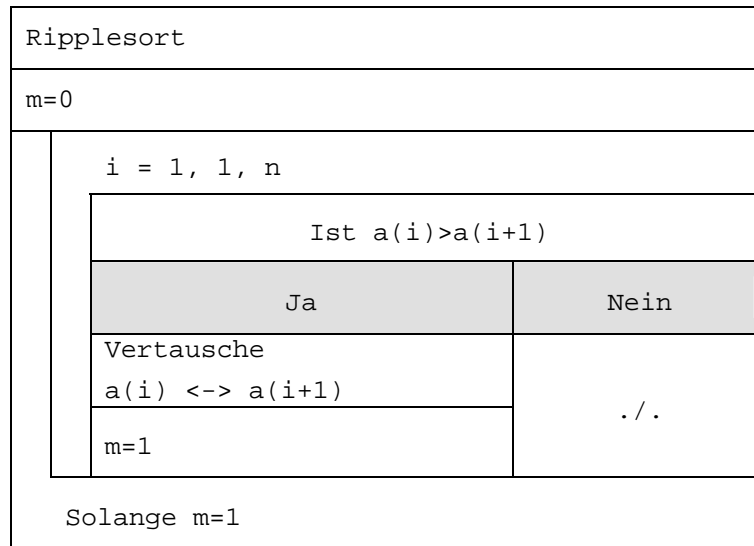 Ripplesort
m=0
i = 1, 1, n
Ist a(i)>a(i+1)
Ja
Nein
Vertausche
a(i) <-> a(i+1)
./.
m=1
Solange m=1